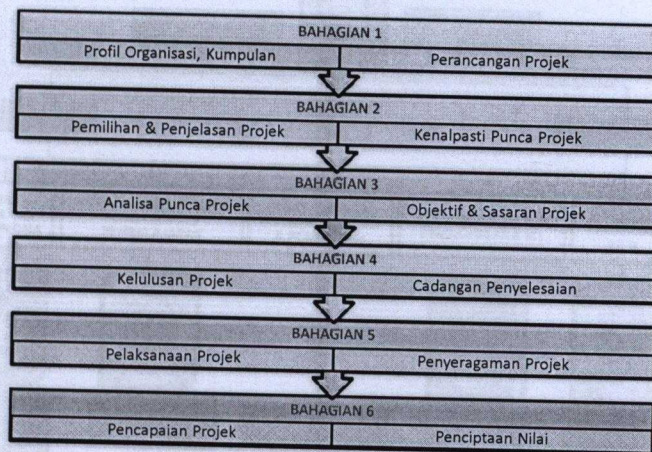 BAHAGIAN 1
Profil Organisasi, Kumpulan Perancangan Projek
BAHAGIAN 2
Pemilihan & Penjelasan Projek Kenalpasti Punca Projek
BAHAGIAN 3
Analisa Punca Projek Objektif & Sasaran Projek
BAHAGIAN 4
Kelulusan Projek Cadangan Penyelesaian
BAHAGIAN 5
Pelaksanaan Projek Penyeragaman Projek
BAHAGIAN 6
Pencapaian Projek Penciptaan Nilai